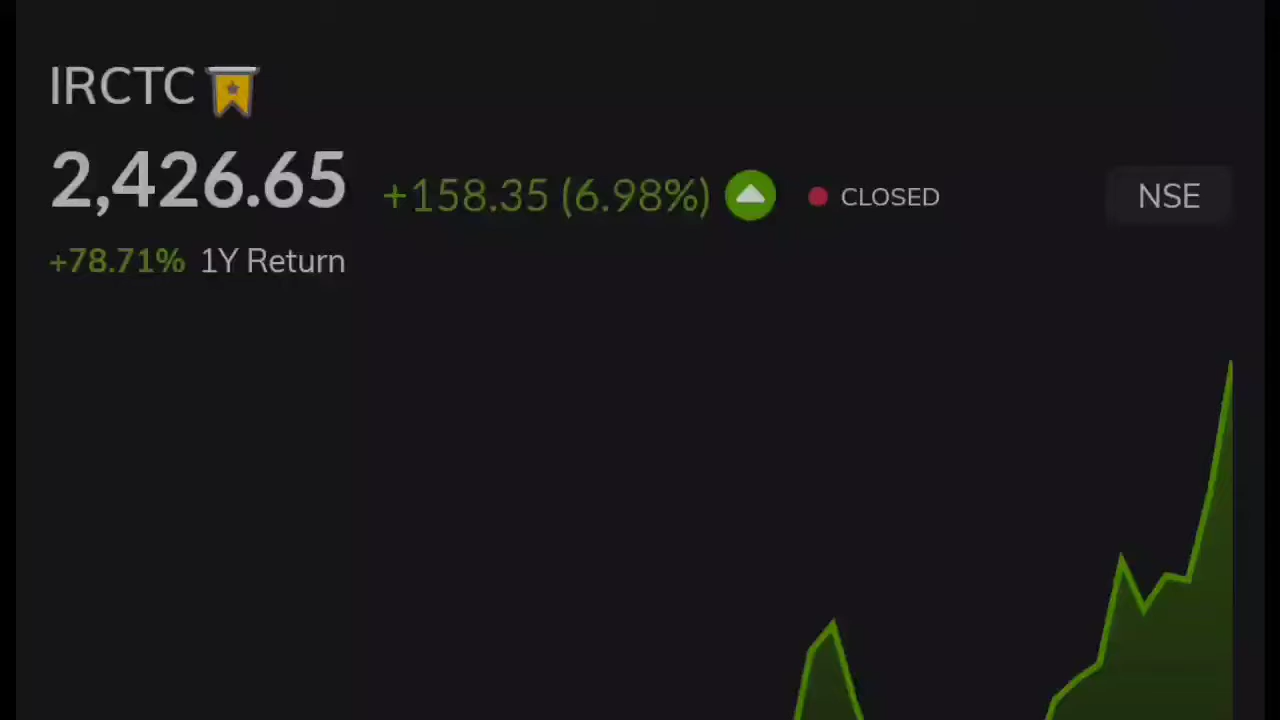 IRCTC
2,426.65 +158.35 (6.98%) CLOSED NSE
+78.71% 1Y Return